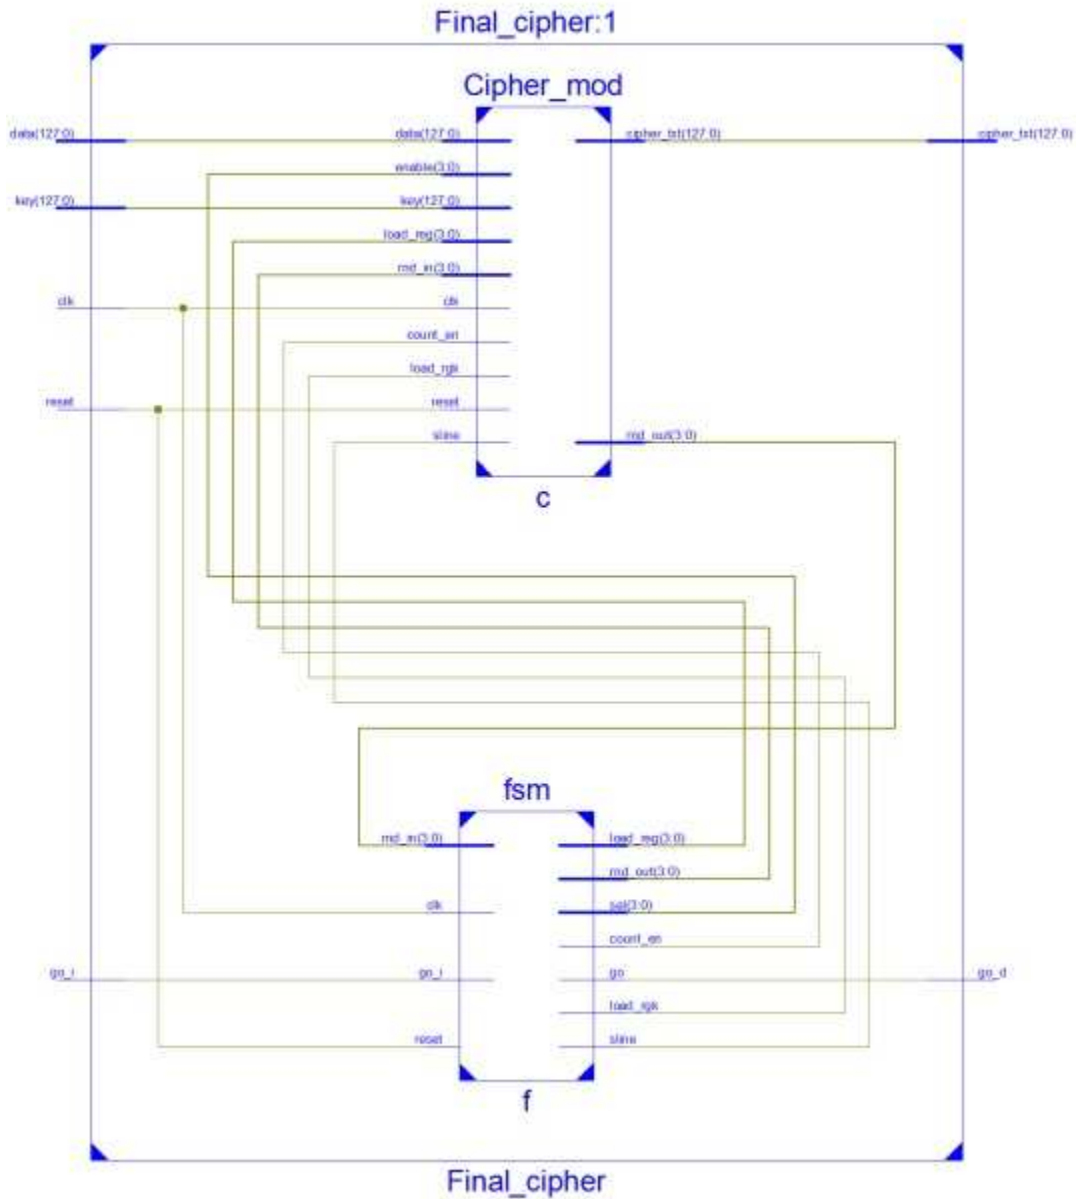 Final_cipher:1
Cipher_mod
data(127:0) data(127:0) cipher_txt(127:0) cipher_txt(127:0)
enable(3:0)
key(127:0) key(127:0)
load_reg(3:0)
rnd_in(3:0)
clk clk
count_en
load_rgk
reset reset
sline rnd_out(3:0)
c
fsm
rnd_in(3:0) load_reg(3:0)
rnd_out(3:0)
clk sel(3:0)
count_en
go_i go_i go go_d
load_rgk
reset sline
f
Final_cipher